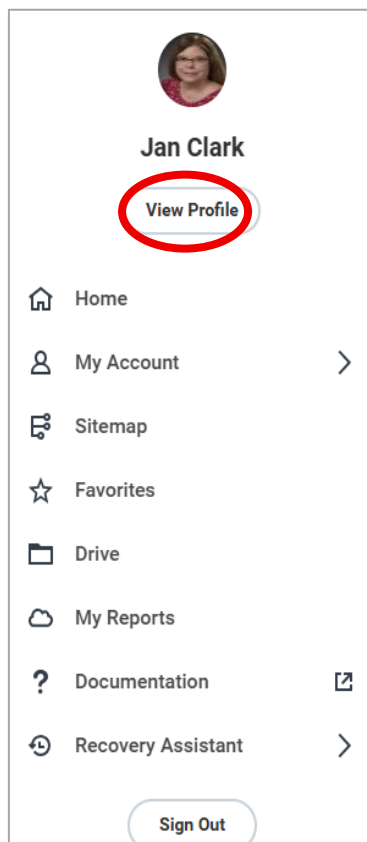 Jan Clark
View Profile
Home
My Account
Sitemap
Favorites
Drive
My Reports
Documentation
Recovery Assistant
Sign Out